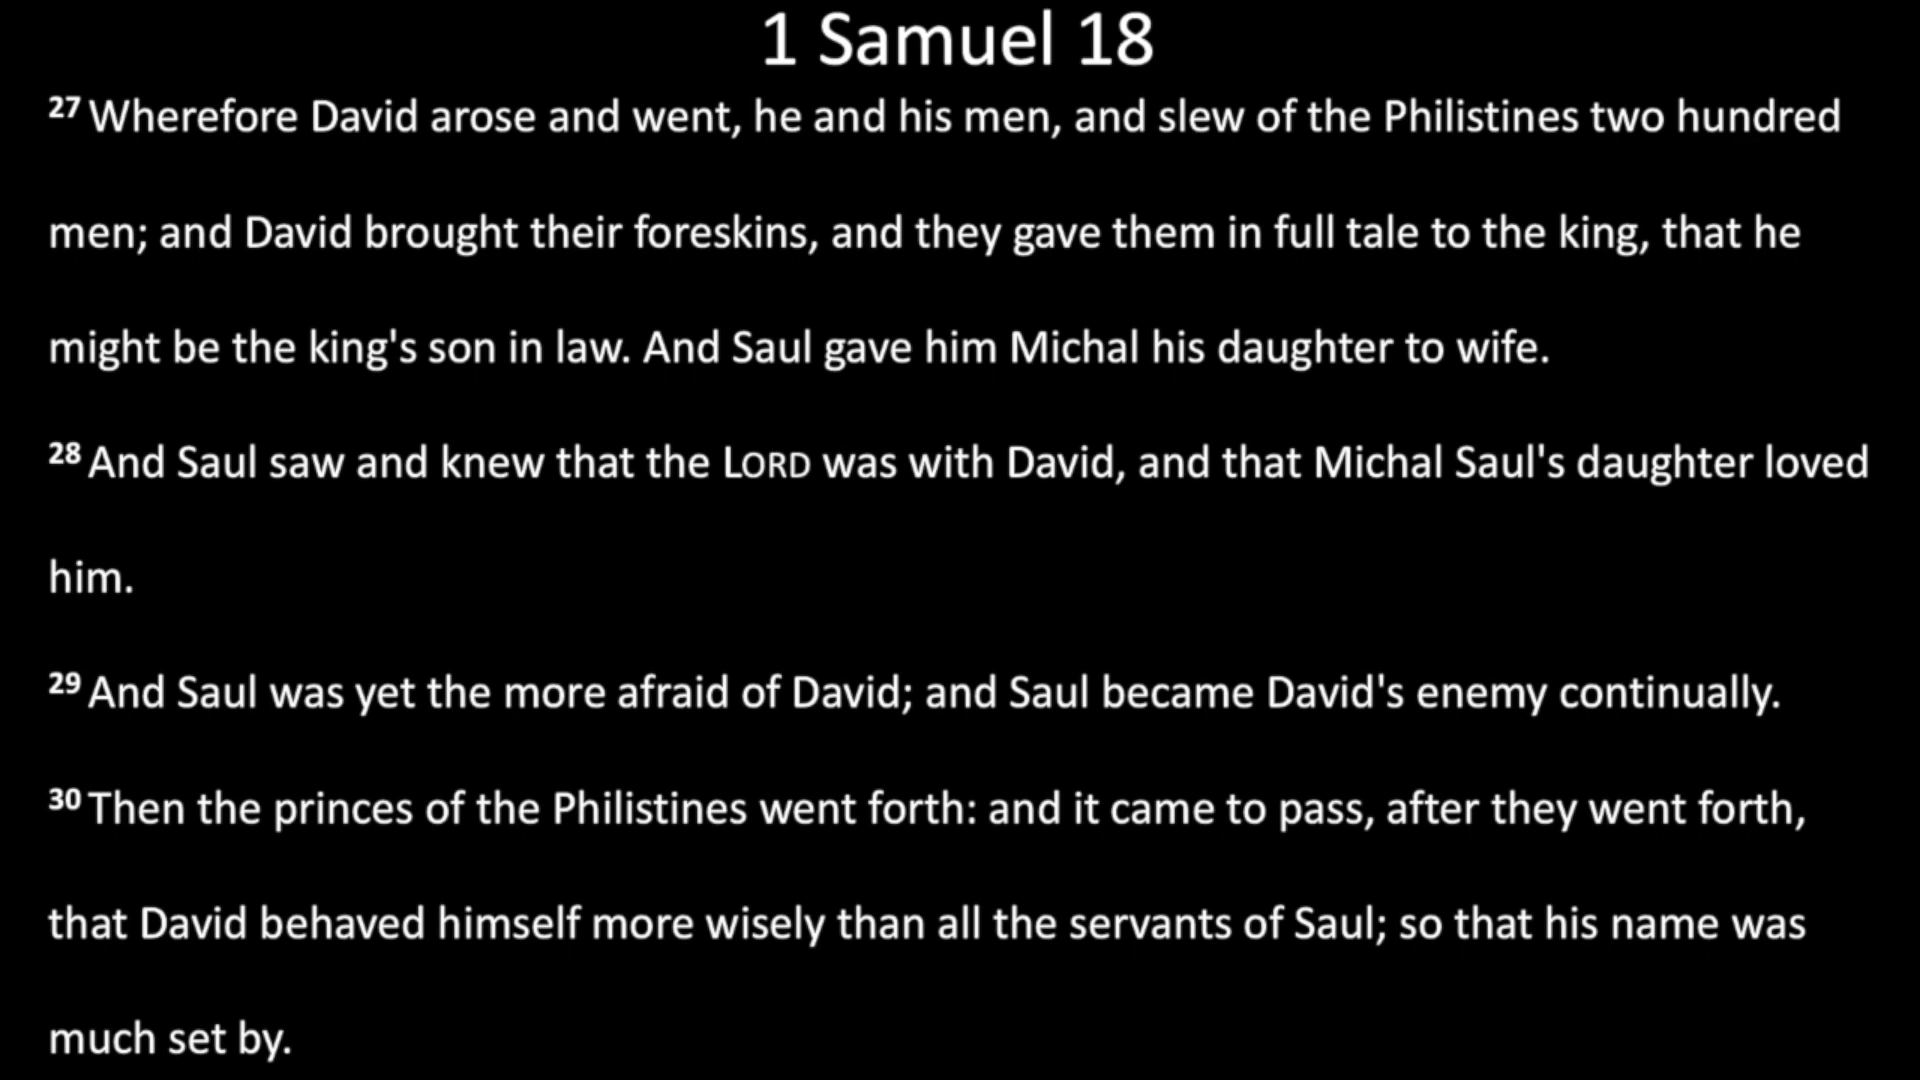 1 Samuel 18
27 Wherefore David arose and went, he and his men, and slew of the Philistines two hundred
men; and David brought their foreskins, and they gave them in full tale to the king, that he
might be the king's son in law. And Saul gave him Michal his daughter to wife.
28 And Saul saw and knew that the LORD was with David, and that Michal Saul's daughter loved
him.
29 And Saul was yet the more afraid of David; and Saul became David's enemy continually.
30 Then the princes of the Philistines went forth: and it came to pass, after they went forth,
that David behaved himself more wisely than all the servants of Saul; so that his name was
much set by.